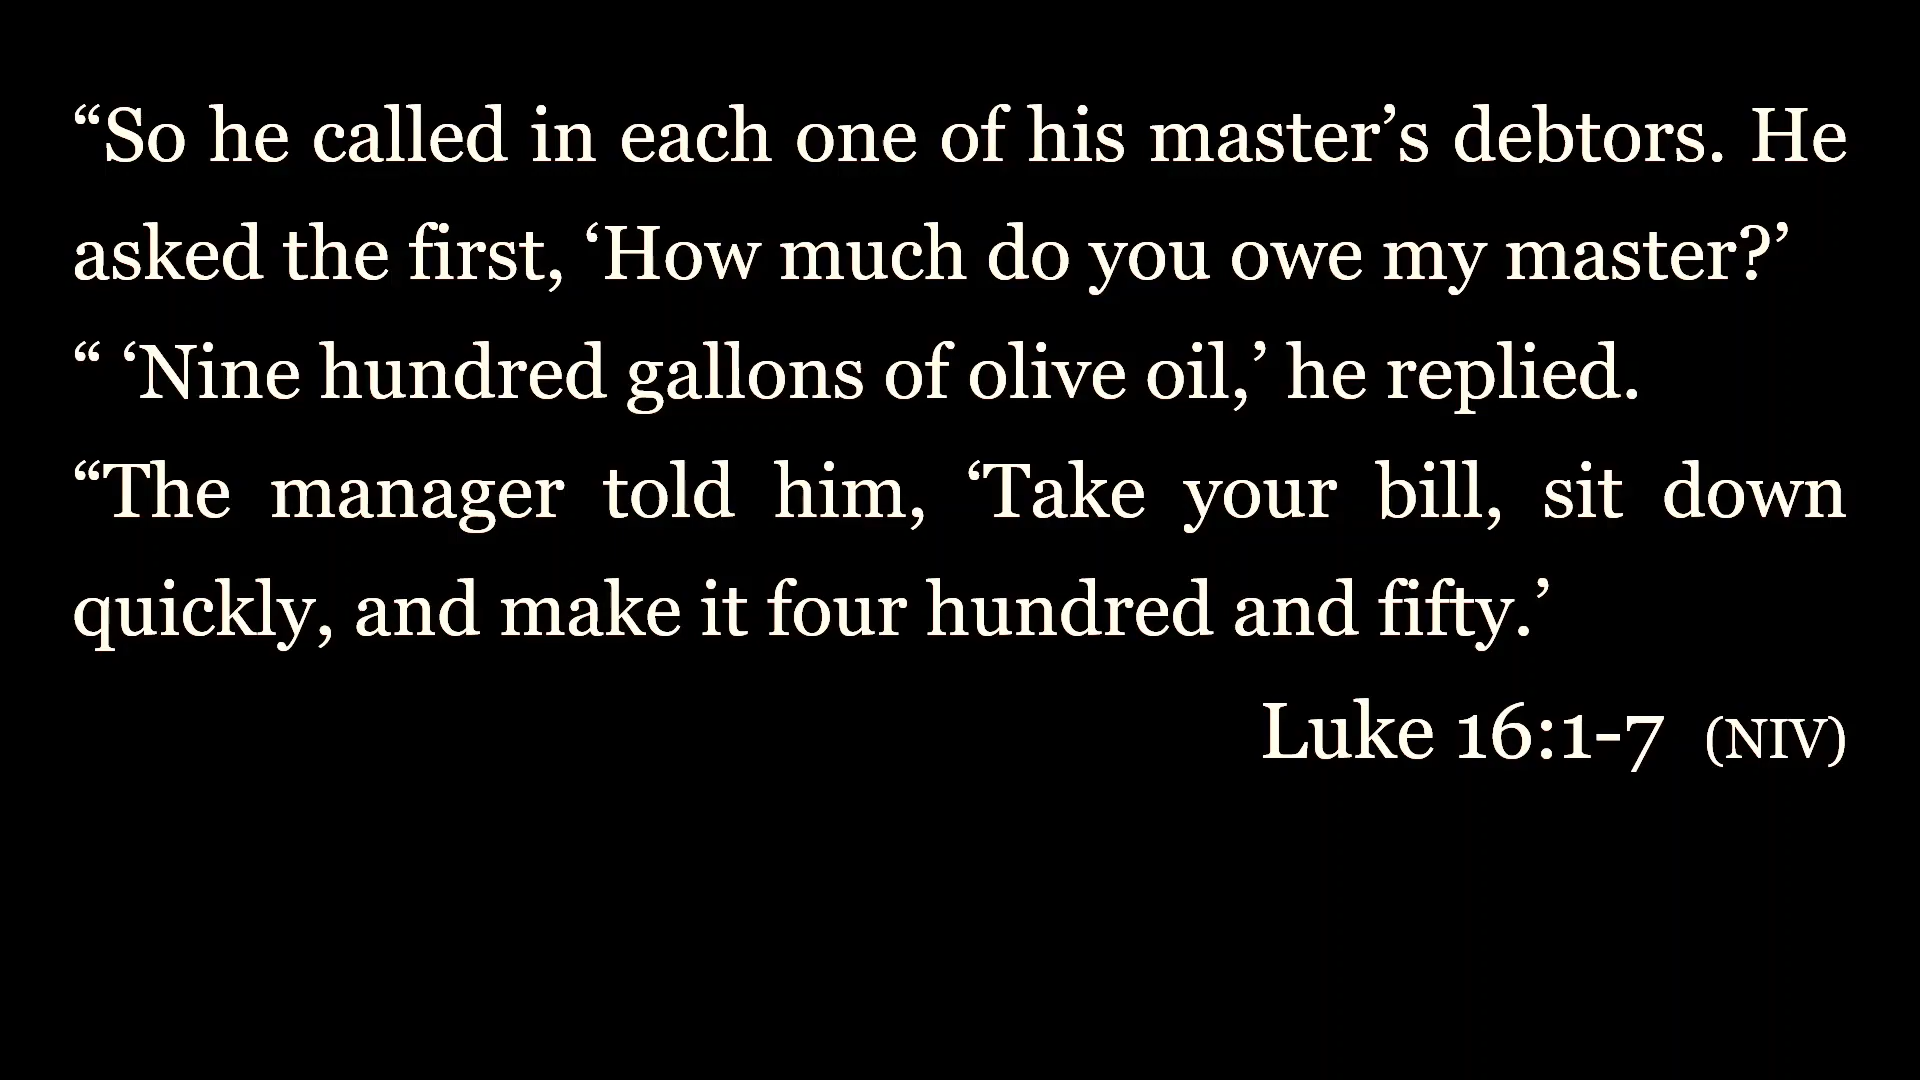 “So he called in each one of his master’s debtors. He
asked the first, ‘How much do you owe my master?’
“ ‘Nine hundred gallons of olive oil,’ he replied.
“The manager told him, ‘Take your bill, sit down
quickly, and make it four hundred and fifty.’
Luke 16:1-7 (NIV)